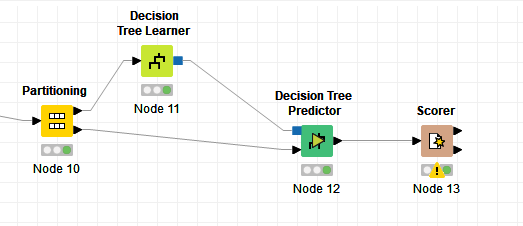 Decision
Tree Learner
Node 11
Partitioning
Node 10
Decision Tree
Predictor
Node 12
Scorer
Node 13